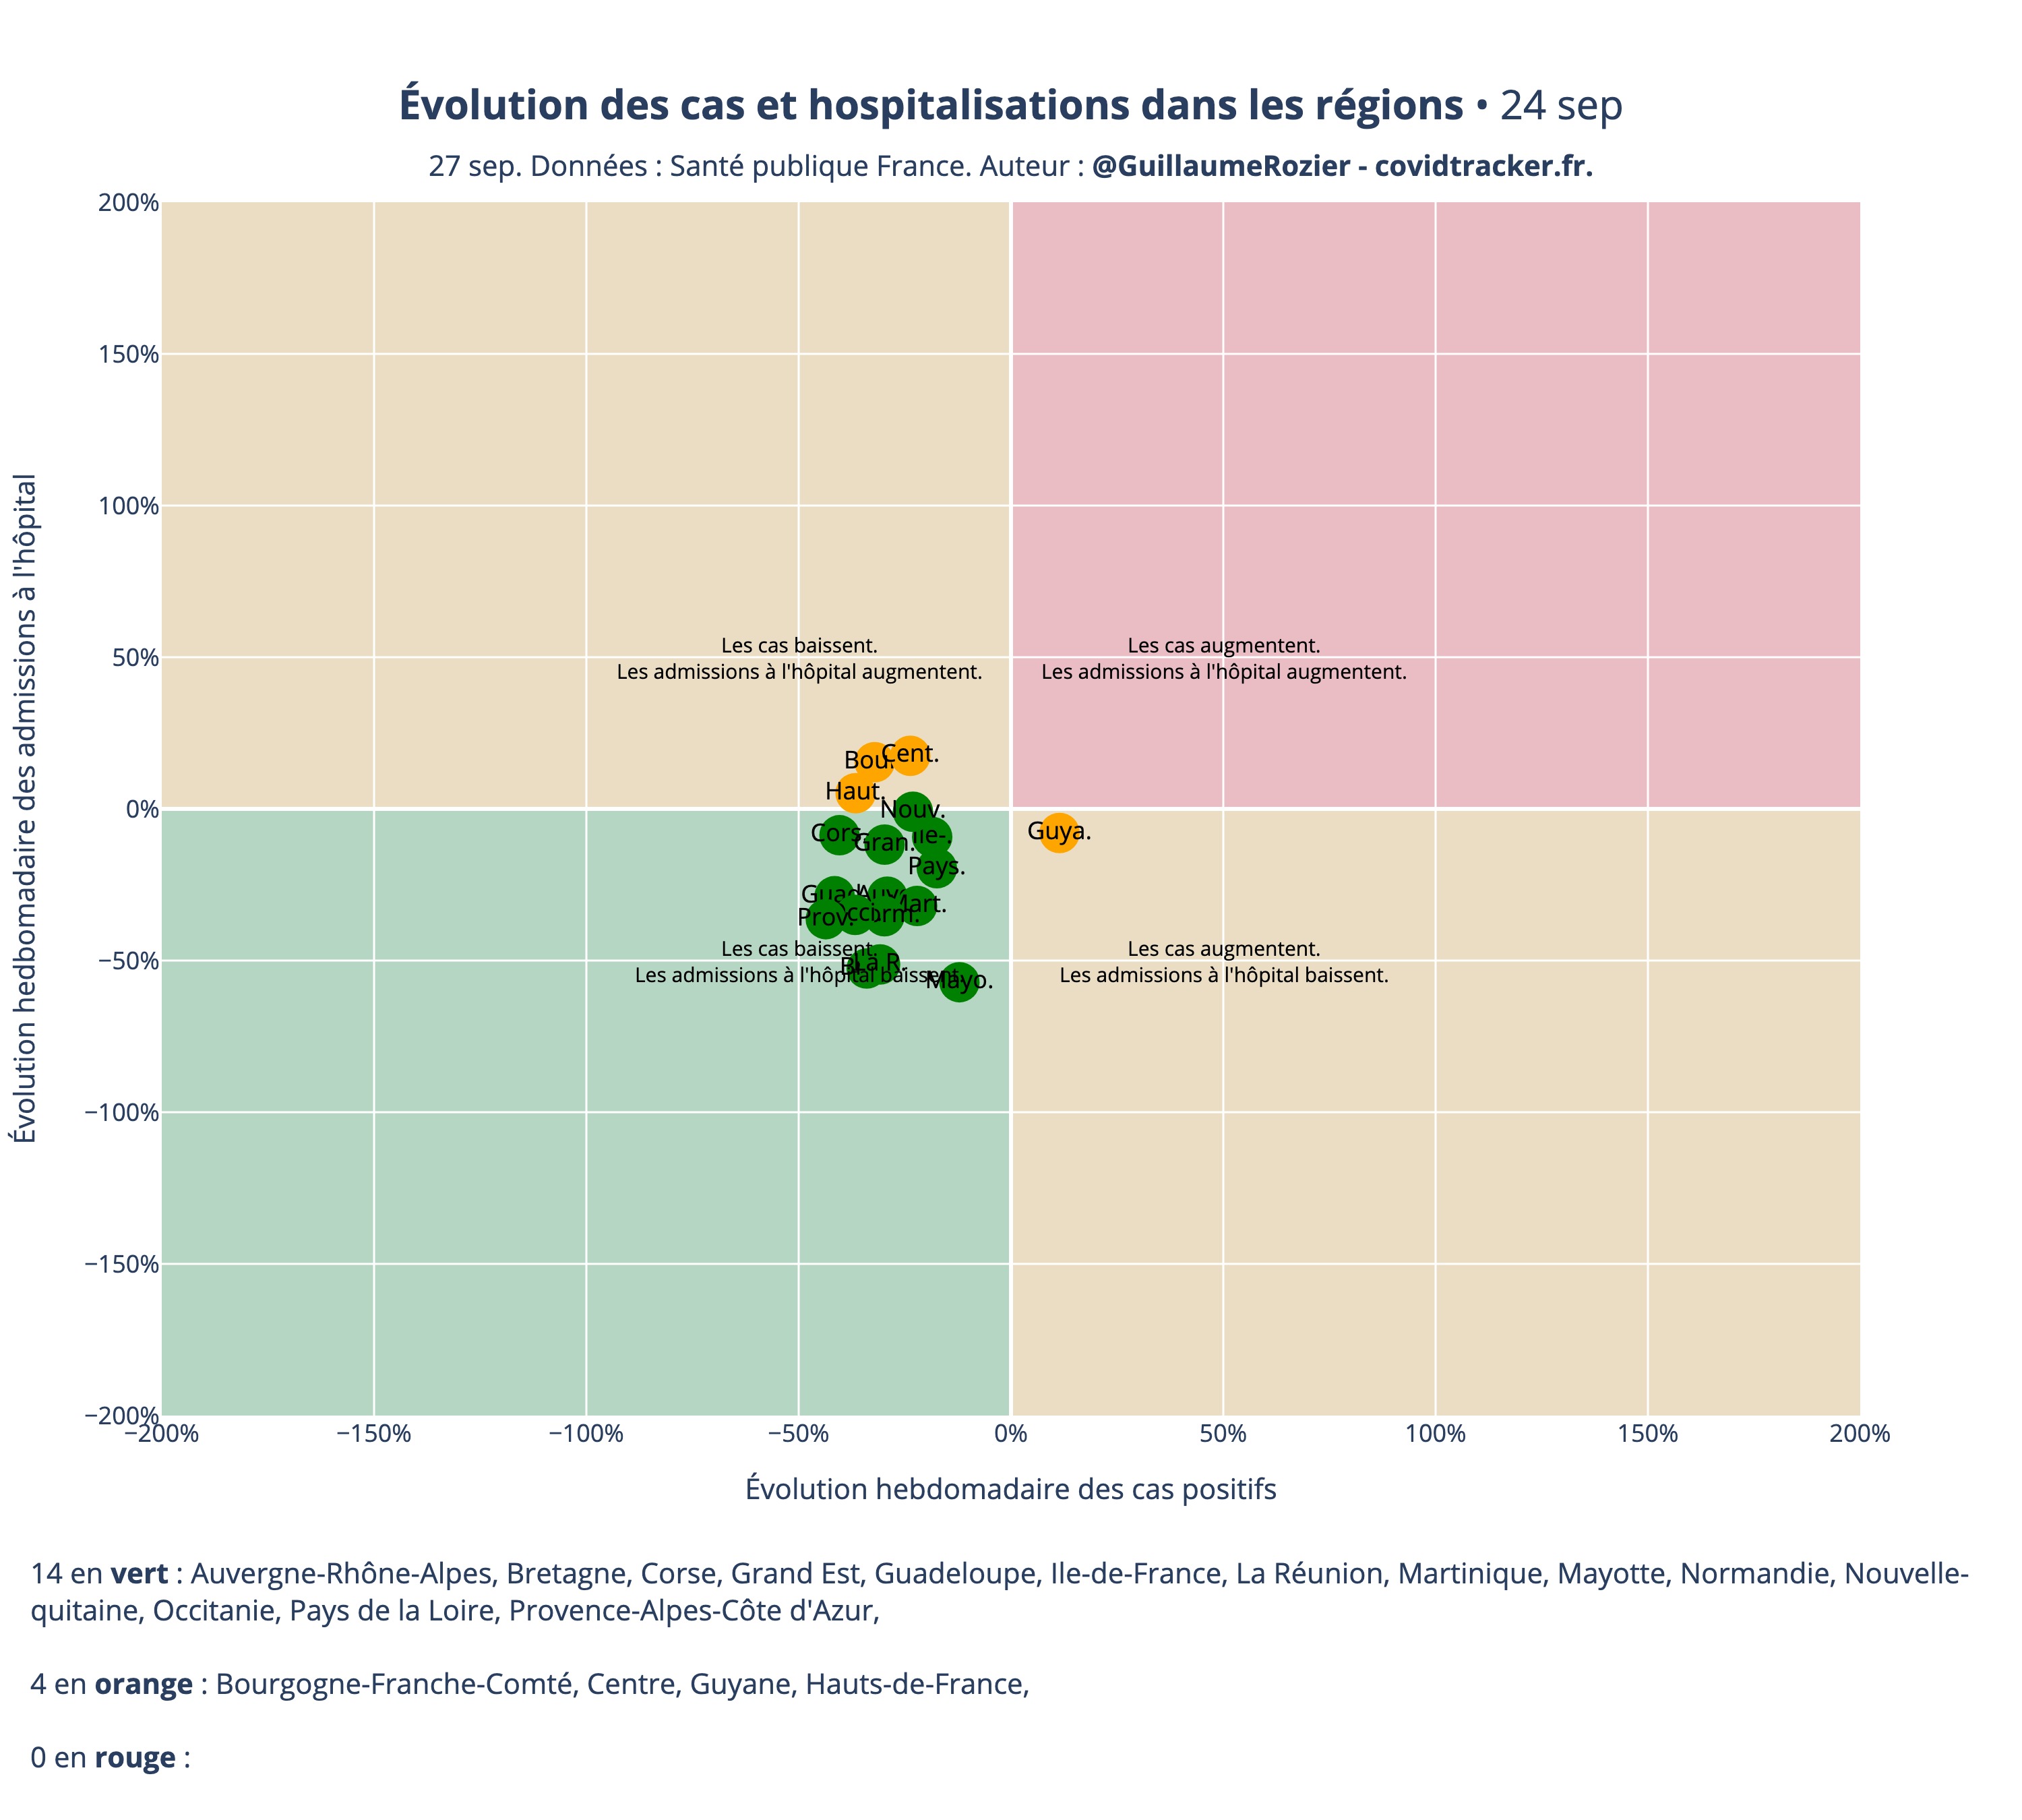 Évolution des cas et hospitalisations dans les régions • 24 sep
27 sep. Données : Santé publique France. Auteur : @GuillaumeRozier - covidtracker.fr.
Évolution hedbomadaire des admissions à l'hôpital
200%
150%
100%
50%
0%
−50%
−100%
−150%
−200%
Les cas baissent.
Les admissions à l'hôpital augmentent.
Les cas augmentent.
Les admissions à l'hôpital augmentent.
Bou.
Cent.
Haut.
Nouv.
Cors.
Gran.
Ile-.
Guya.
Pays.
Mart.
Prov.
Les cas baissent.
Les admissions à l'hôpital baissent.
La R.
Mayo.
Les cas augmentent.
Les admissions à l'hôpital baissent.
−200%
−150%
−100%
−50%
0%
50%
100%
150%
200%
Évolution hebdomadaire des cas positifs
14 en vert : Auvergne-Rhône-Alpes, Bretagne, Corse, Grand Est, Guadeloupe, Ile-de-France, La Réunion, Martinique, Mayotte, Normandie, Nouvelle-
quitaine, Occitanie, Pays de la Loire, Provence-Alpes-Côte d'Azur,
4 en orange : Bourgogne-Franche-Comté, Centre, Guyane, Hauts-de-France,
0 en rouge :